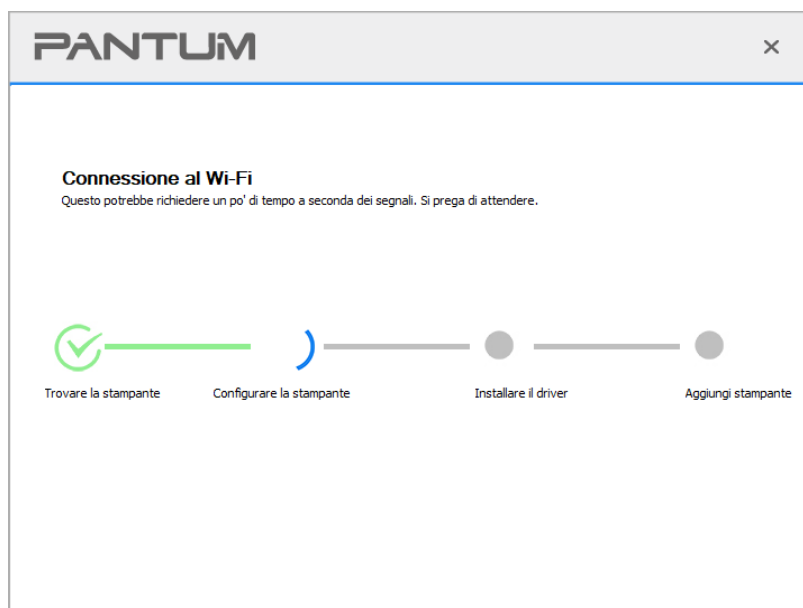 PANTUM
Connessione al Wi-Fi
Questo potrebbe richiedere un po' di tempo a seconda dei segnali. Si prega di attendere.
Trovare la stampante
Configurare la stampante
Installare il driver
Aggiungi stampante